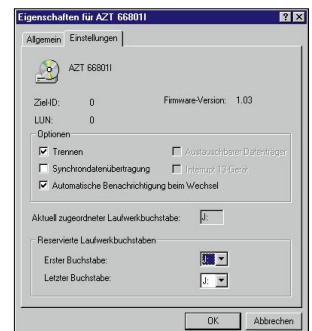 Eigenschaften für AZT 66801I
Allgemein Einstellungen
AZT 66801I
Ziel-ID: 0 Firmware-Version: 1.03
LUN: 0
Optionen
Trennen Austauschbarer Datenträger
Synchrondatenübertragung Interrupt 13-Gerät
Automatische Benachrichtigung beim Wechsel
Aktuell zugeordneter Laufwerkbuchstabe: J:
Reservierte Laufwerkbuchstaben
Erster Buchstabe: J:
Letzter Buchstabe: J:
OK Abbrechen